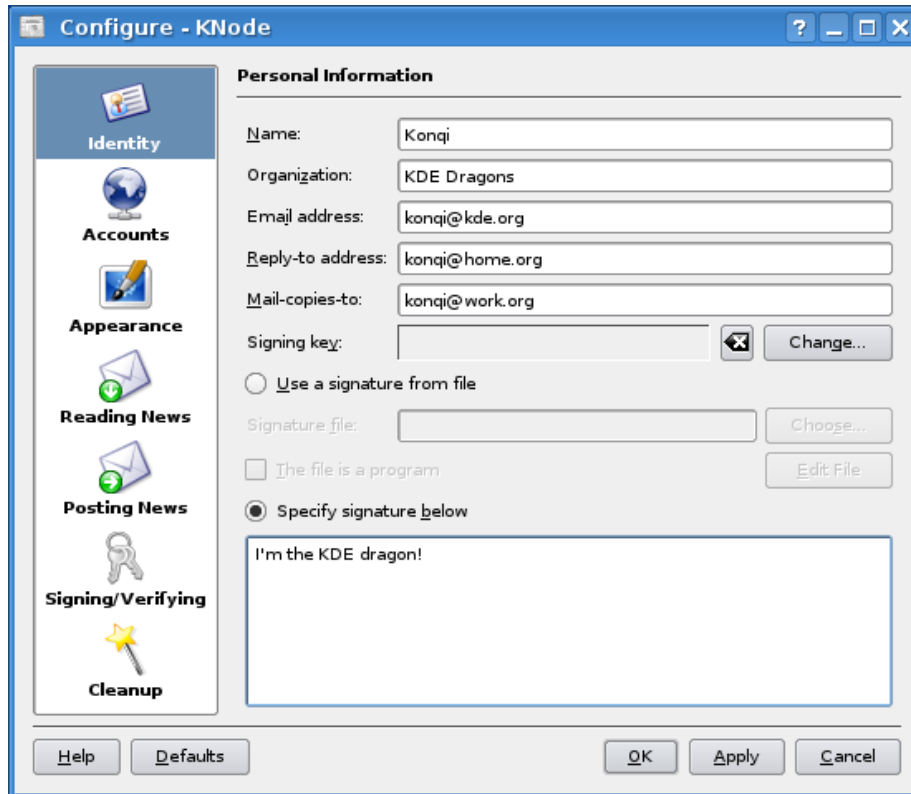 Configure - KNode
?
Identity
Accounts
Appearance
Reading News
Posting News
Signing/Verifying
Cleanup
Personal Information
Name: Konqi
Organization: KDE Dragons
Email address: konqi@kde.org
Reply-to address: konqi@home.org
Mail-copies-to: konqi@work.org
Signing key: Change...
Use a signature from file
Signature file: Choose...
The file is a program Edit File
Specify signature below
I'm the KDE dragon!
Help Defaults OK Apply Cancel